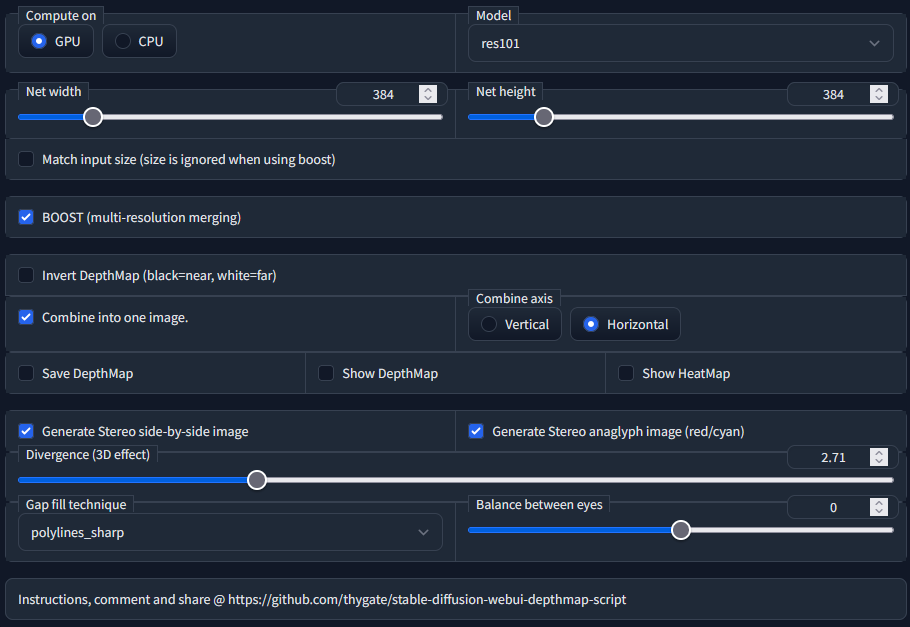 Compute on
GPU
CPU
Model
res101
Net width
384
Net height
384
Match input size (size is ignored when using boost)
BOOST (multi-resolution merging)
Invert DepthMap (black=near, white=far)
Combine into one image.
Combine axis
Vertical
Horizontal
Save DepthMap
Show DepthMap
Show HeatMap
Generate Stereo side-by-side image
Generate Stereo anaglyph image (red/cyan)
Divergence (3D effect)
2.71
Gap fill technique
polylines_sharp
Balance between eyes
0
Instructions, comment and share @ https://github.com/thygate/stable-diffusion-webui-depthmap-script